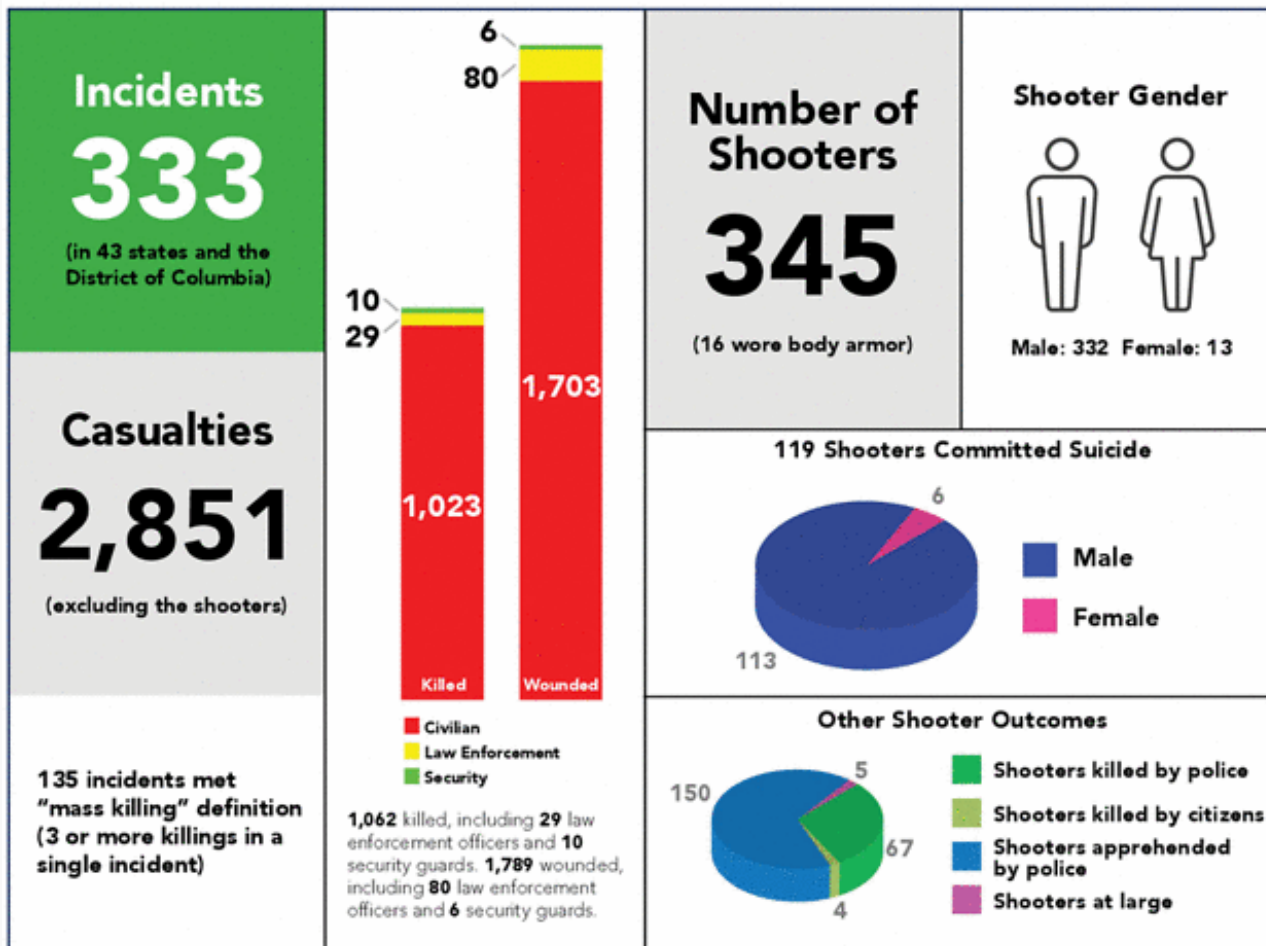 Incidents
333
(in 43 states and the
District of Columbia)
Casualties
2,851
(excluding the shooters)
135 incidents met
“mass killing” definition
(3 or more killings in a
single incident)
6
80
10
29
1,703
1,023
Killed
Wounded
Civilian
Law Enforcement
Security
1,062 killed, including 29 law
enforcement officers and 10
security guards. 1,789 wounded,
including 80 law enforcement
officers and 6 security guards.
Number of
Shooters
345
(16 wore body armor)
Shooter Gender
Male: 332 Female: 13
119 Shooters Committed Suicide
6
113
Male
Female
Other Shooter Outcomes
150
5
67
4
Shooters killed by police
Shooters killed by citizens
Shooters apprehended
by police
Shooters at large